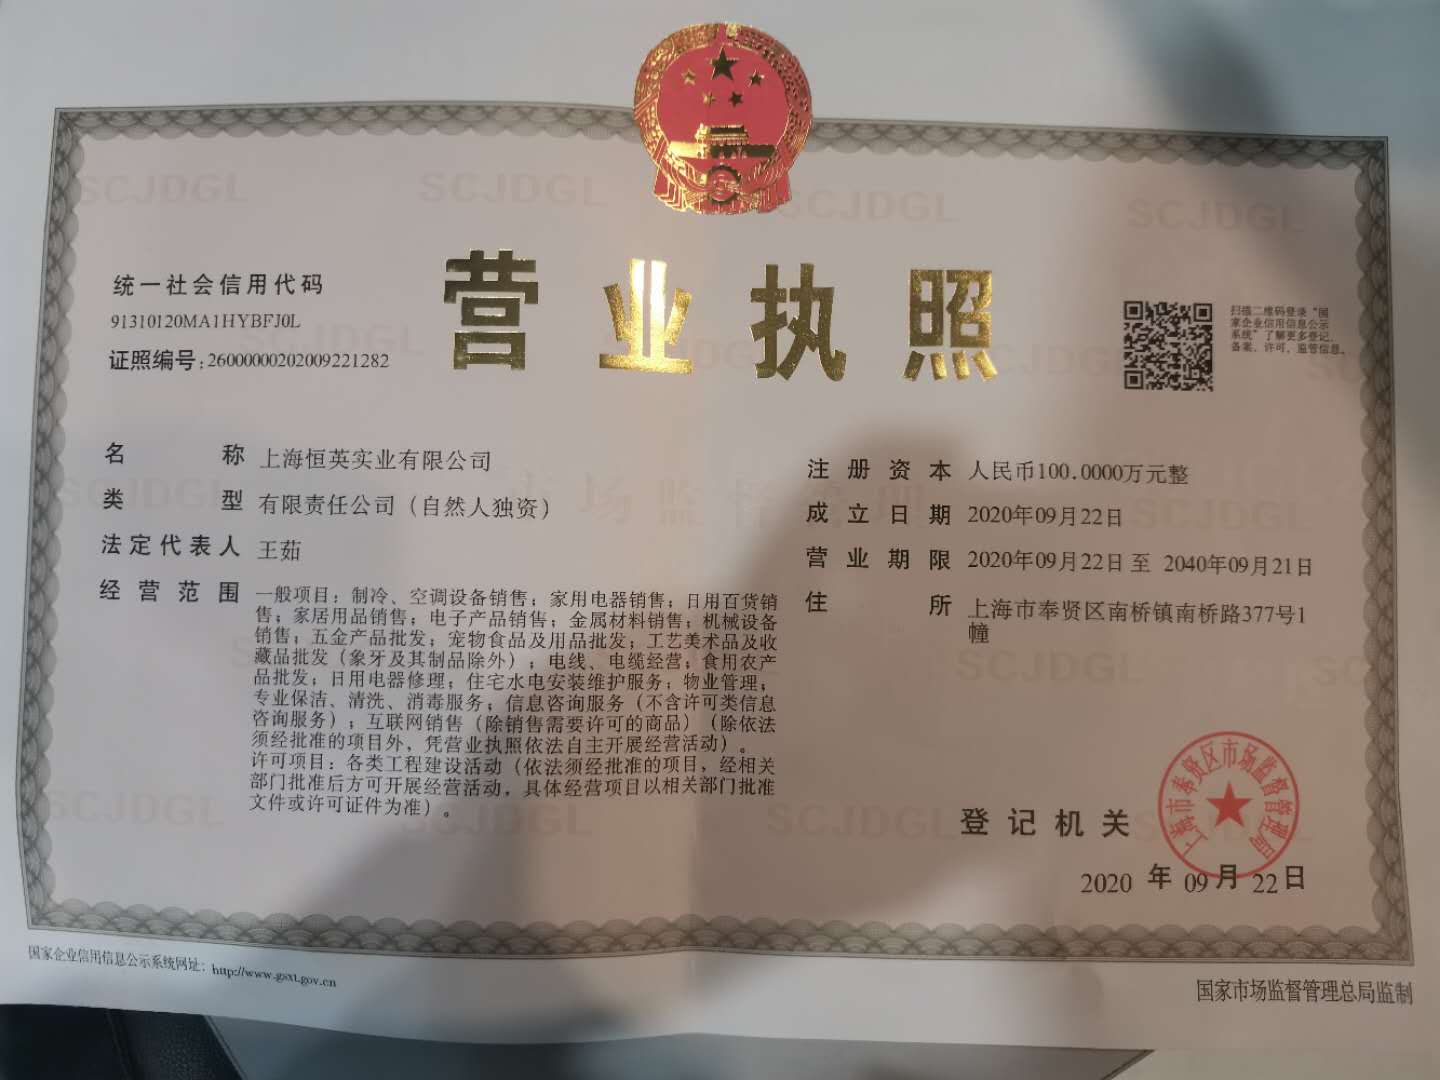 营业执照
统一社会信用代码
91310120MA1HYBFJ0L
证照编号:26000000202009221282
扫描二维码登录“国
家企业信用信息公示
系统”了解更多登记、
备案、许可、监管信息。
名称 上海恒英实业有限公司
类型 有限责任公司（自然人独资）
法定代表人 王茹
经营范围 一般项目：制冷、空调设备销售；家用电器销售；日用百货销
售；家居用品销售；电子产品销售；金属材料销售；机械设备
销售；五金产品批发；宠物食品及用品批发；工艺美术品及收
藏品批发（象牙及其制品除外）；电线、电缆经营；食用农产
品批发；日用电器修理；住宅水电安装维护服务；物业管理；
专业保洁、清洗、消毒服务；信息咨询服务（不含许可类信息
咨询服务）；互联网销售（除销售需要许可的商品）（除依法
须经批准的项目外，凭营业执照依法自主开展经营活动）。
许可项目：各类工程建设活动（依法须经批准的项目，经相关
部门批准后方可开展经营活动，具体经营项目以相关部门批准
文件或许可证件为准）。
注册资本 人民币100.0000万元整
成立日期 2020年09月22日
营业期限 2020年09月22日 至 2040年09月21日
住所 上海市奉贤区南桥镇南桥路377号1
幢
登记机关
上海市奉贤区市场监督管理局
2020 年 09 月 22 日
国家企业信用信息公示系统网址：http://www.gsxt.gov.cn
国家市场监督管理总局监制
SCJDGL
SCJDGL
SCJDGL
SCJDGL